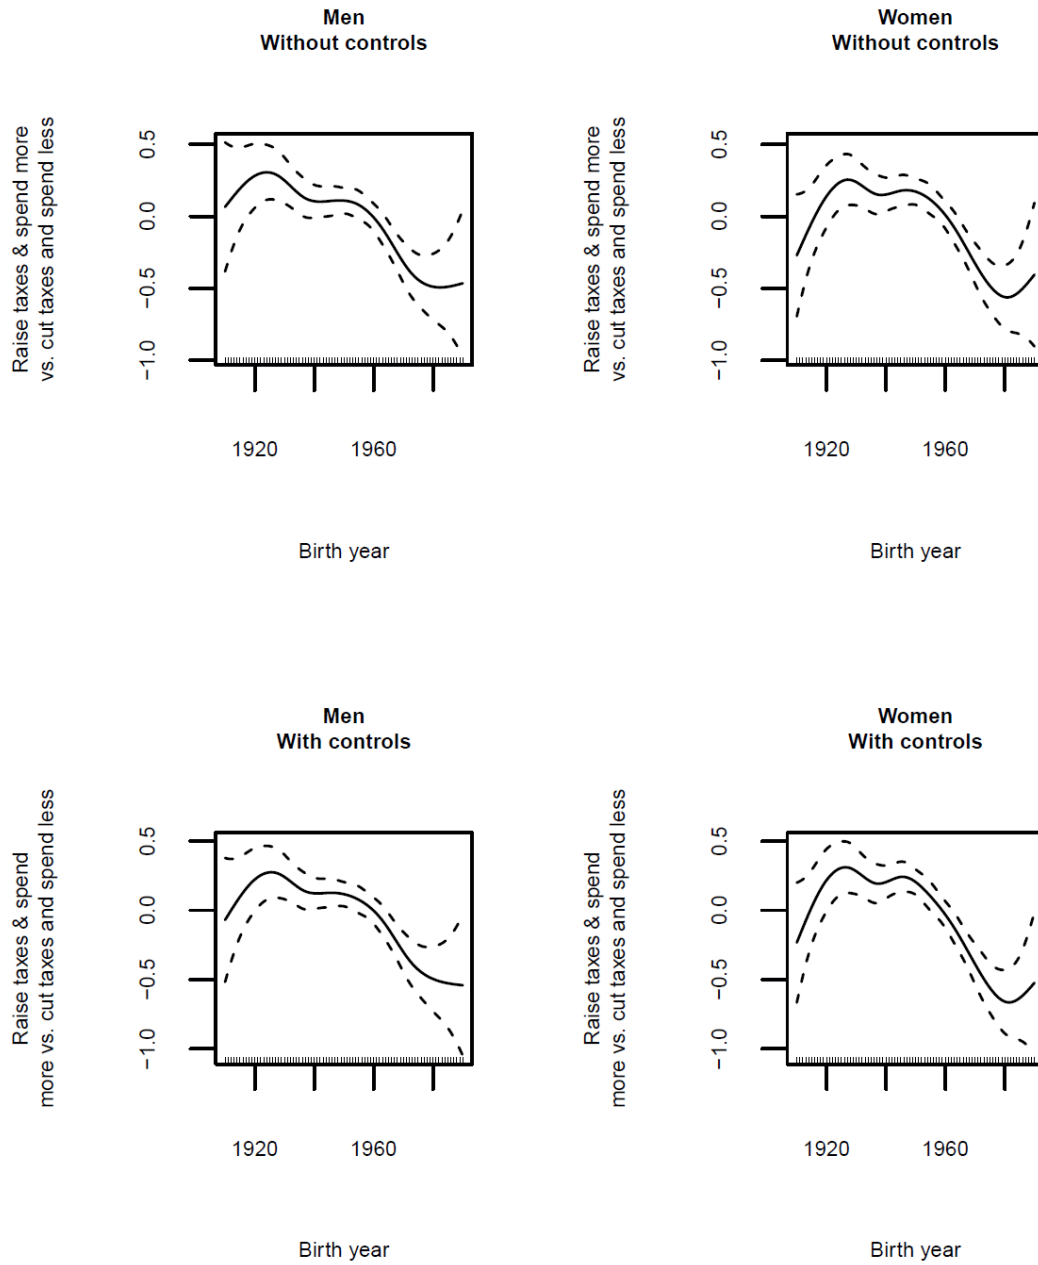 Men
Without controls
Raise taxes & spend more
vs. cut taxes and spend less
0.5
0.0
−0.5
−1.0
1920
1960
Birth year
Women
Without controls
Raise taxes & spend more
vs. cut taxes and spend less
0.5
0.0
−0.5
−1.0
1920
1960
Birth year
Men
With controls
Raise taxes & spend
more vs. cut taxes and spend less
0.5
0.0
−0.5
−1.0
1920
1960
Birth year
Women
With controls
Raise taxes & spend
more vs. cut taxes and spend less
0.5
0.0
−0.5
−1.0
1920
1960
Birth year